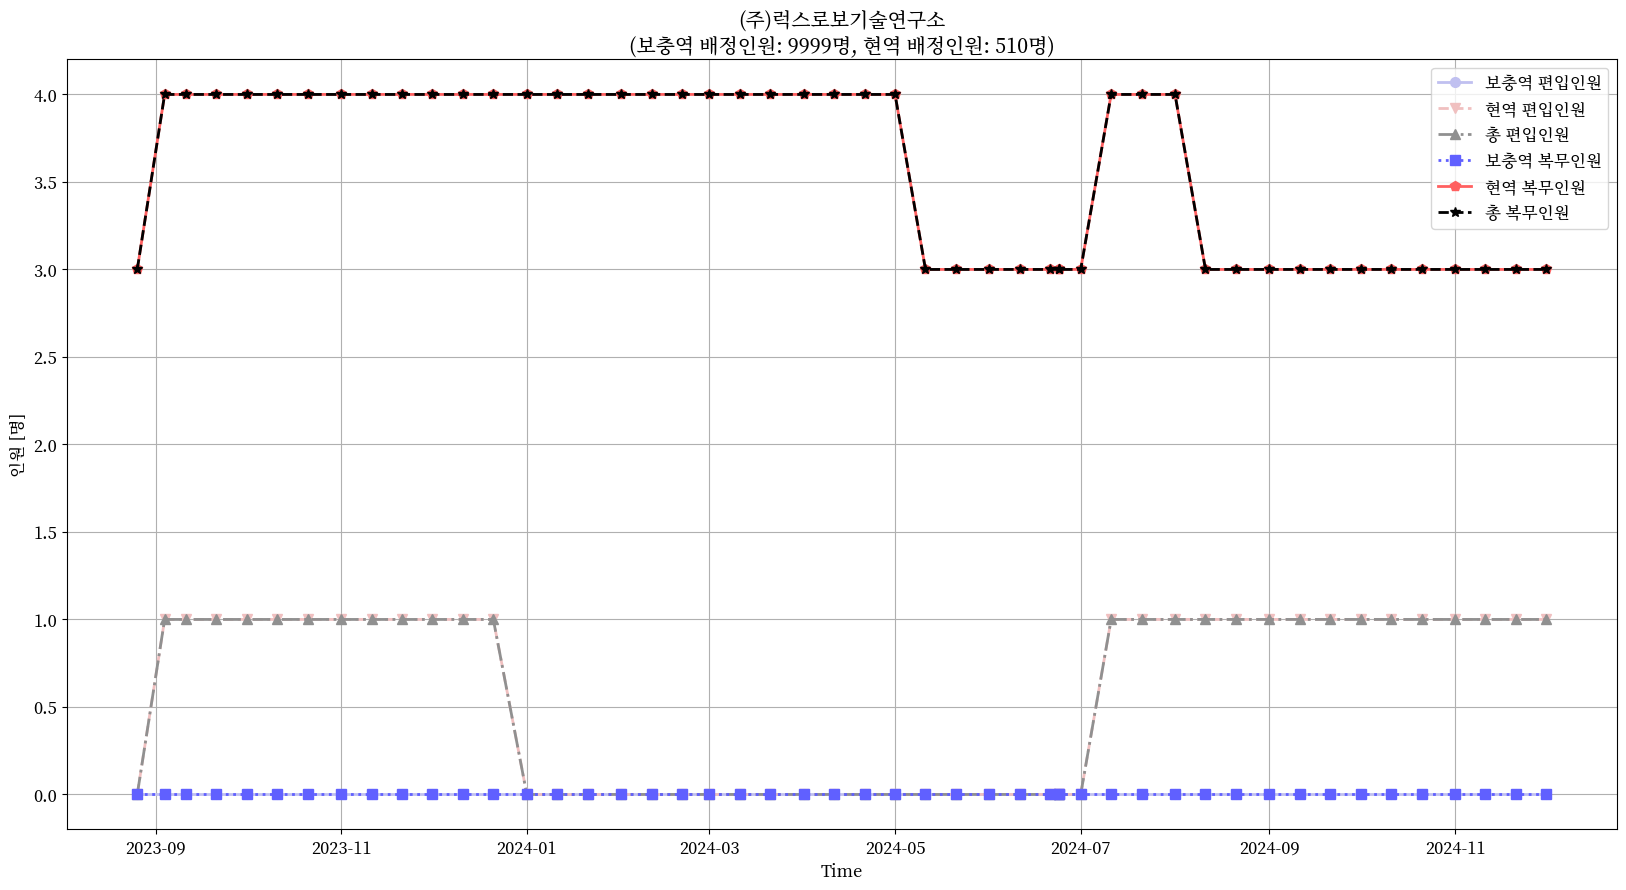 (주)럭스로보기술연구소
(보충역 배정인원: 9999명, 현역 배정인원: 510명)
보충역 편입인원
현역 편입인원
총 편입인원
보충역 복무인원
현역 복무인원
총 복무인원
4.0
3.5
3.0
2.5
2.0
1.5
1.0
0.5
0.0
인원 [명]
2023-09 2023-11 2024-01 2024-03 2024-05 2024-07 2024-09 2024-11
Time